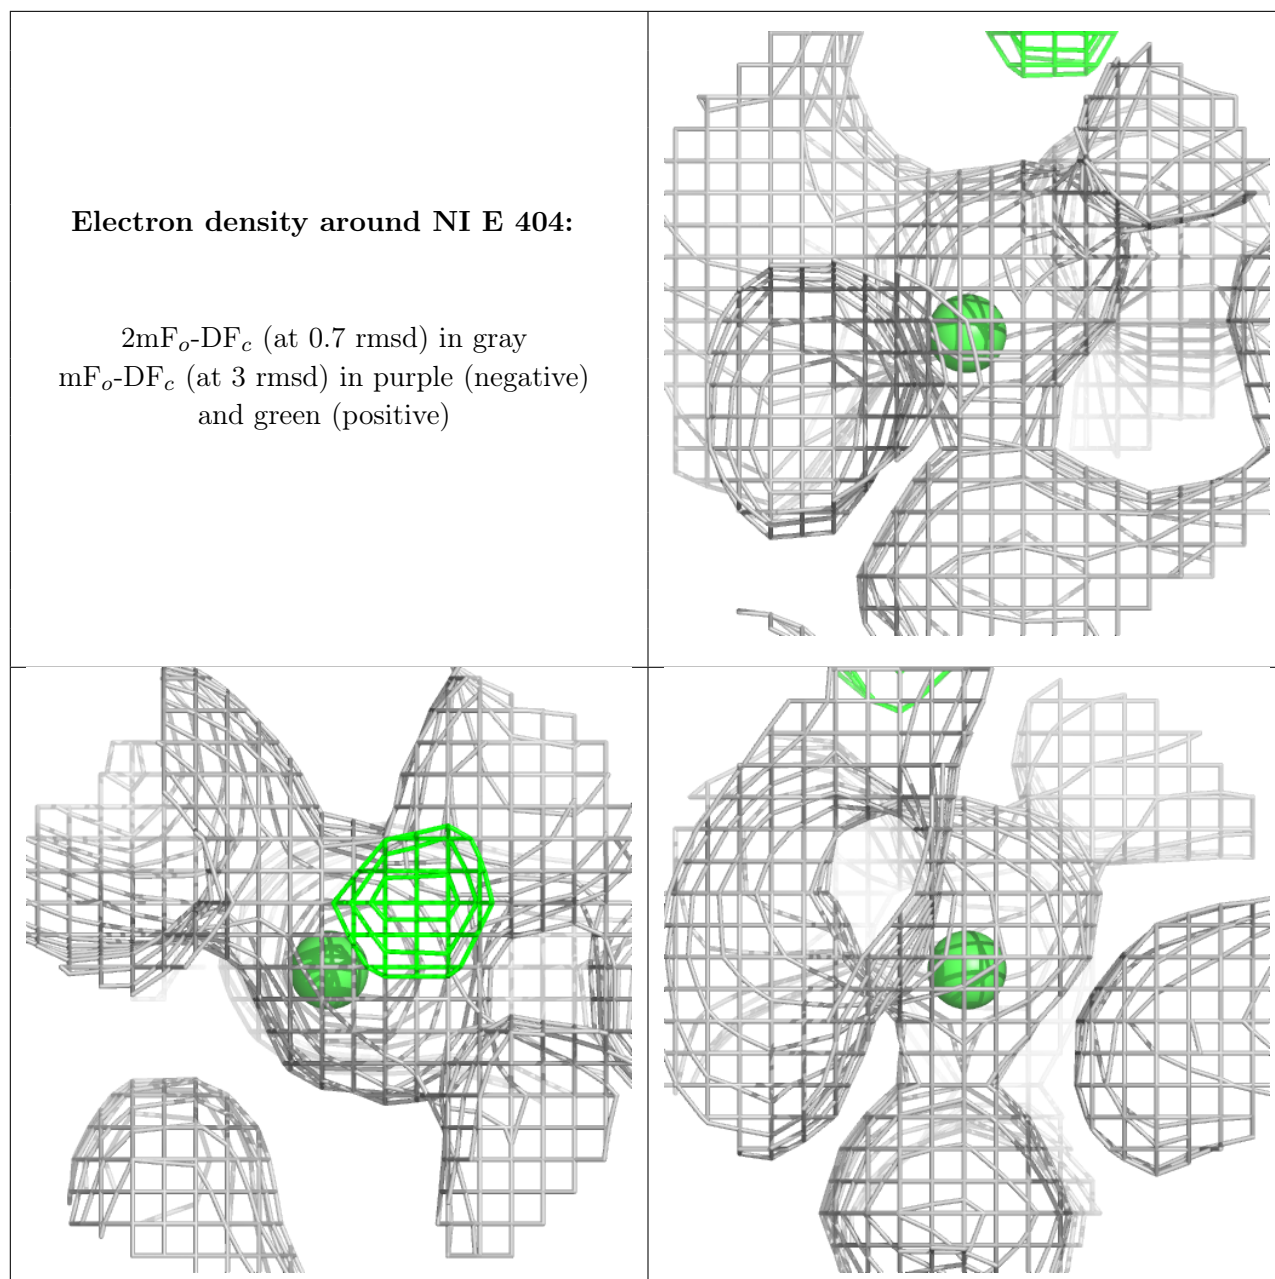 Electron density around NI E 404:
2mFo-DFc (at 0.7 rmsd) in gray
mFo-DFc (at 3 rmsd) in purple (negative)
and green (positive)